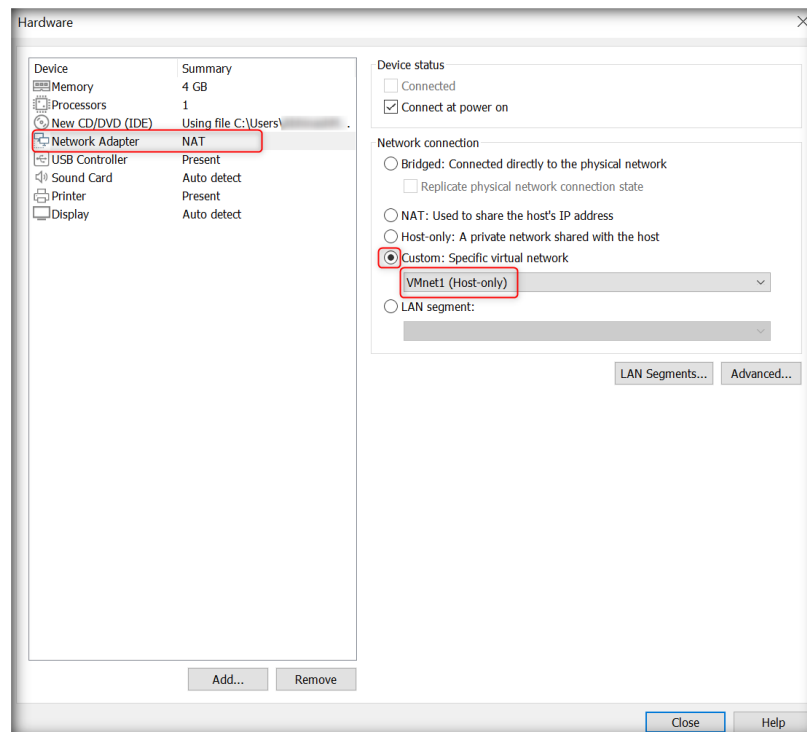 Hardware
Device Summary
Memory 4 GB
Processors 1
New CD/DVD (IDE) Using file C:\Users\ .
Network Adapter NAT
USB Controller Present
Sound Card Auto detect
Printer Present
Display Auto detect
Add... Remove
Device status
Connected
Connect at power on
Network connection
Bridged: Connected directly to the physical network
Replicate physical network connection state
NAT: Used to share the host's IP address
Host-only: A private network shared with the host
Custom: Specific virtual network
VMnet1 (Host-only)
LAN segment:
LAN Segments... Advanced...
Close Help